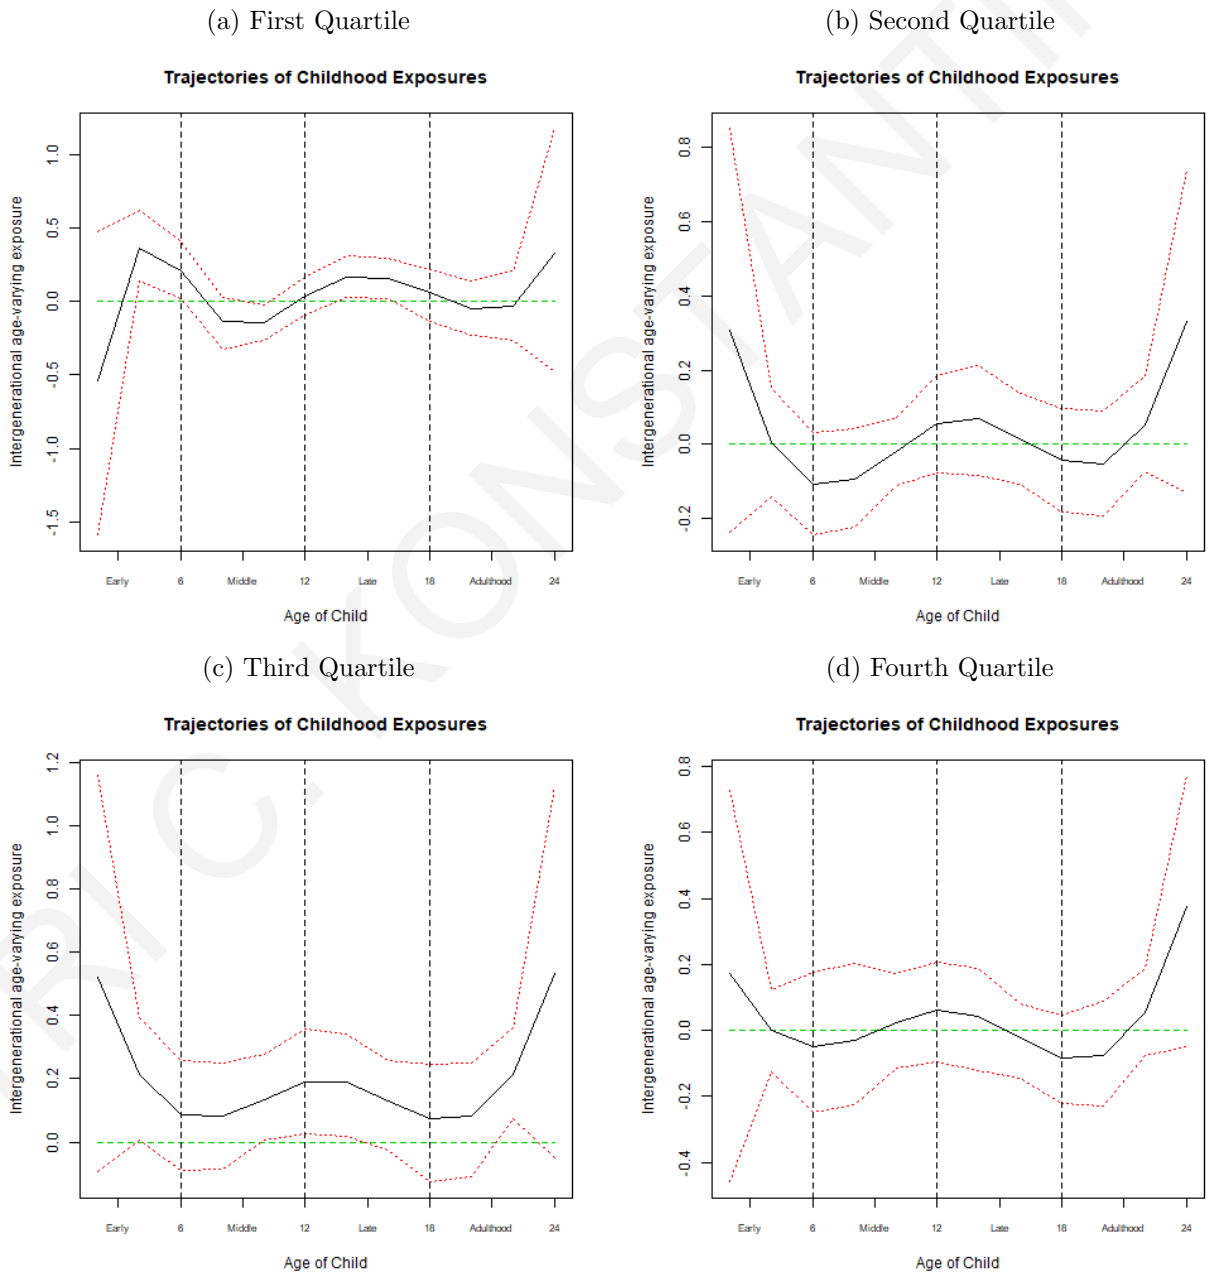 (a) First Quartile
Trajectories of Childhood Exposures
Intergenerational age-varying exposure
1.0
0.5
0.0
-0.5
-1.0
-1.5
Early 6 Middle 12 Late 18 Adulthood 24
Age of Child
(b) Second Quartile
Trajectories of Childhood Exposures
Intergenerational age-varying exposure
0.8
0.6
0.4
0.2
0.0
-0.2
Early 6 Middle 12 Late 18 Adulthood 24
Age of Child
(c) Third Quartile
Trajectories of Childhood Exposures
Intergenerational age-varying exposure
1.2
1.0
0.8
0.6
0.4
0.2
0.0
Early 6 Middle 12 Late 18 Adulthood 24
Age of Child
(d) Fourth Quartile
Trajectories of Childhood Exposures
Intergenerational age-varying exposure
0.8
0.6
0.4
0.2
0.0
-0.2
-0.4
Early 6 Middle 12 Late 18 Adulthood 24
Age of Child
RI C. KONSTANTI